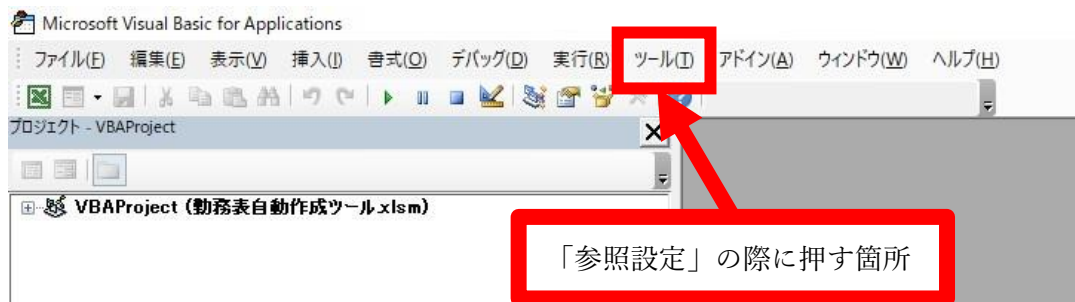 Microsoft Visual Basic for Applications
ファイル(F) 編集(E) 表示(V) 挿入(I) 書式(O) デバッグ(D) 実行(R) ツール(T) アドイン(A) ウィンドウ(W) ヘルプ(H)
プロジェクト - VBAProject
VBAProject (勤務表自動作成ツール.xlsm)
「参照設定」の際に押す箇所